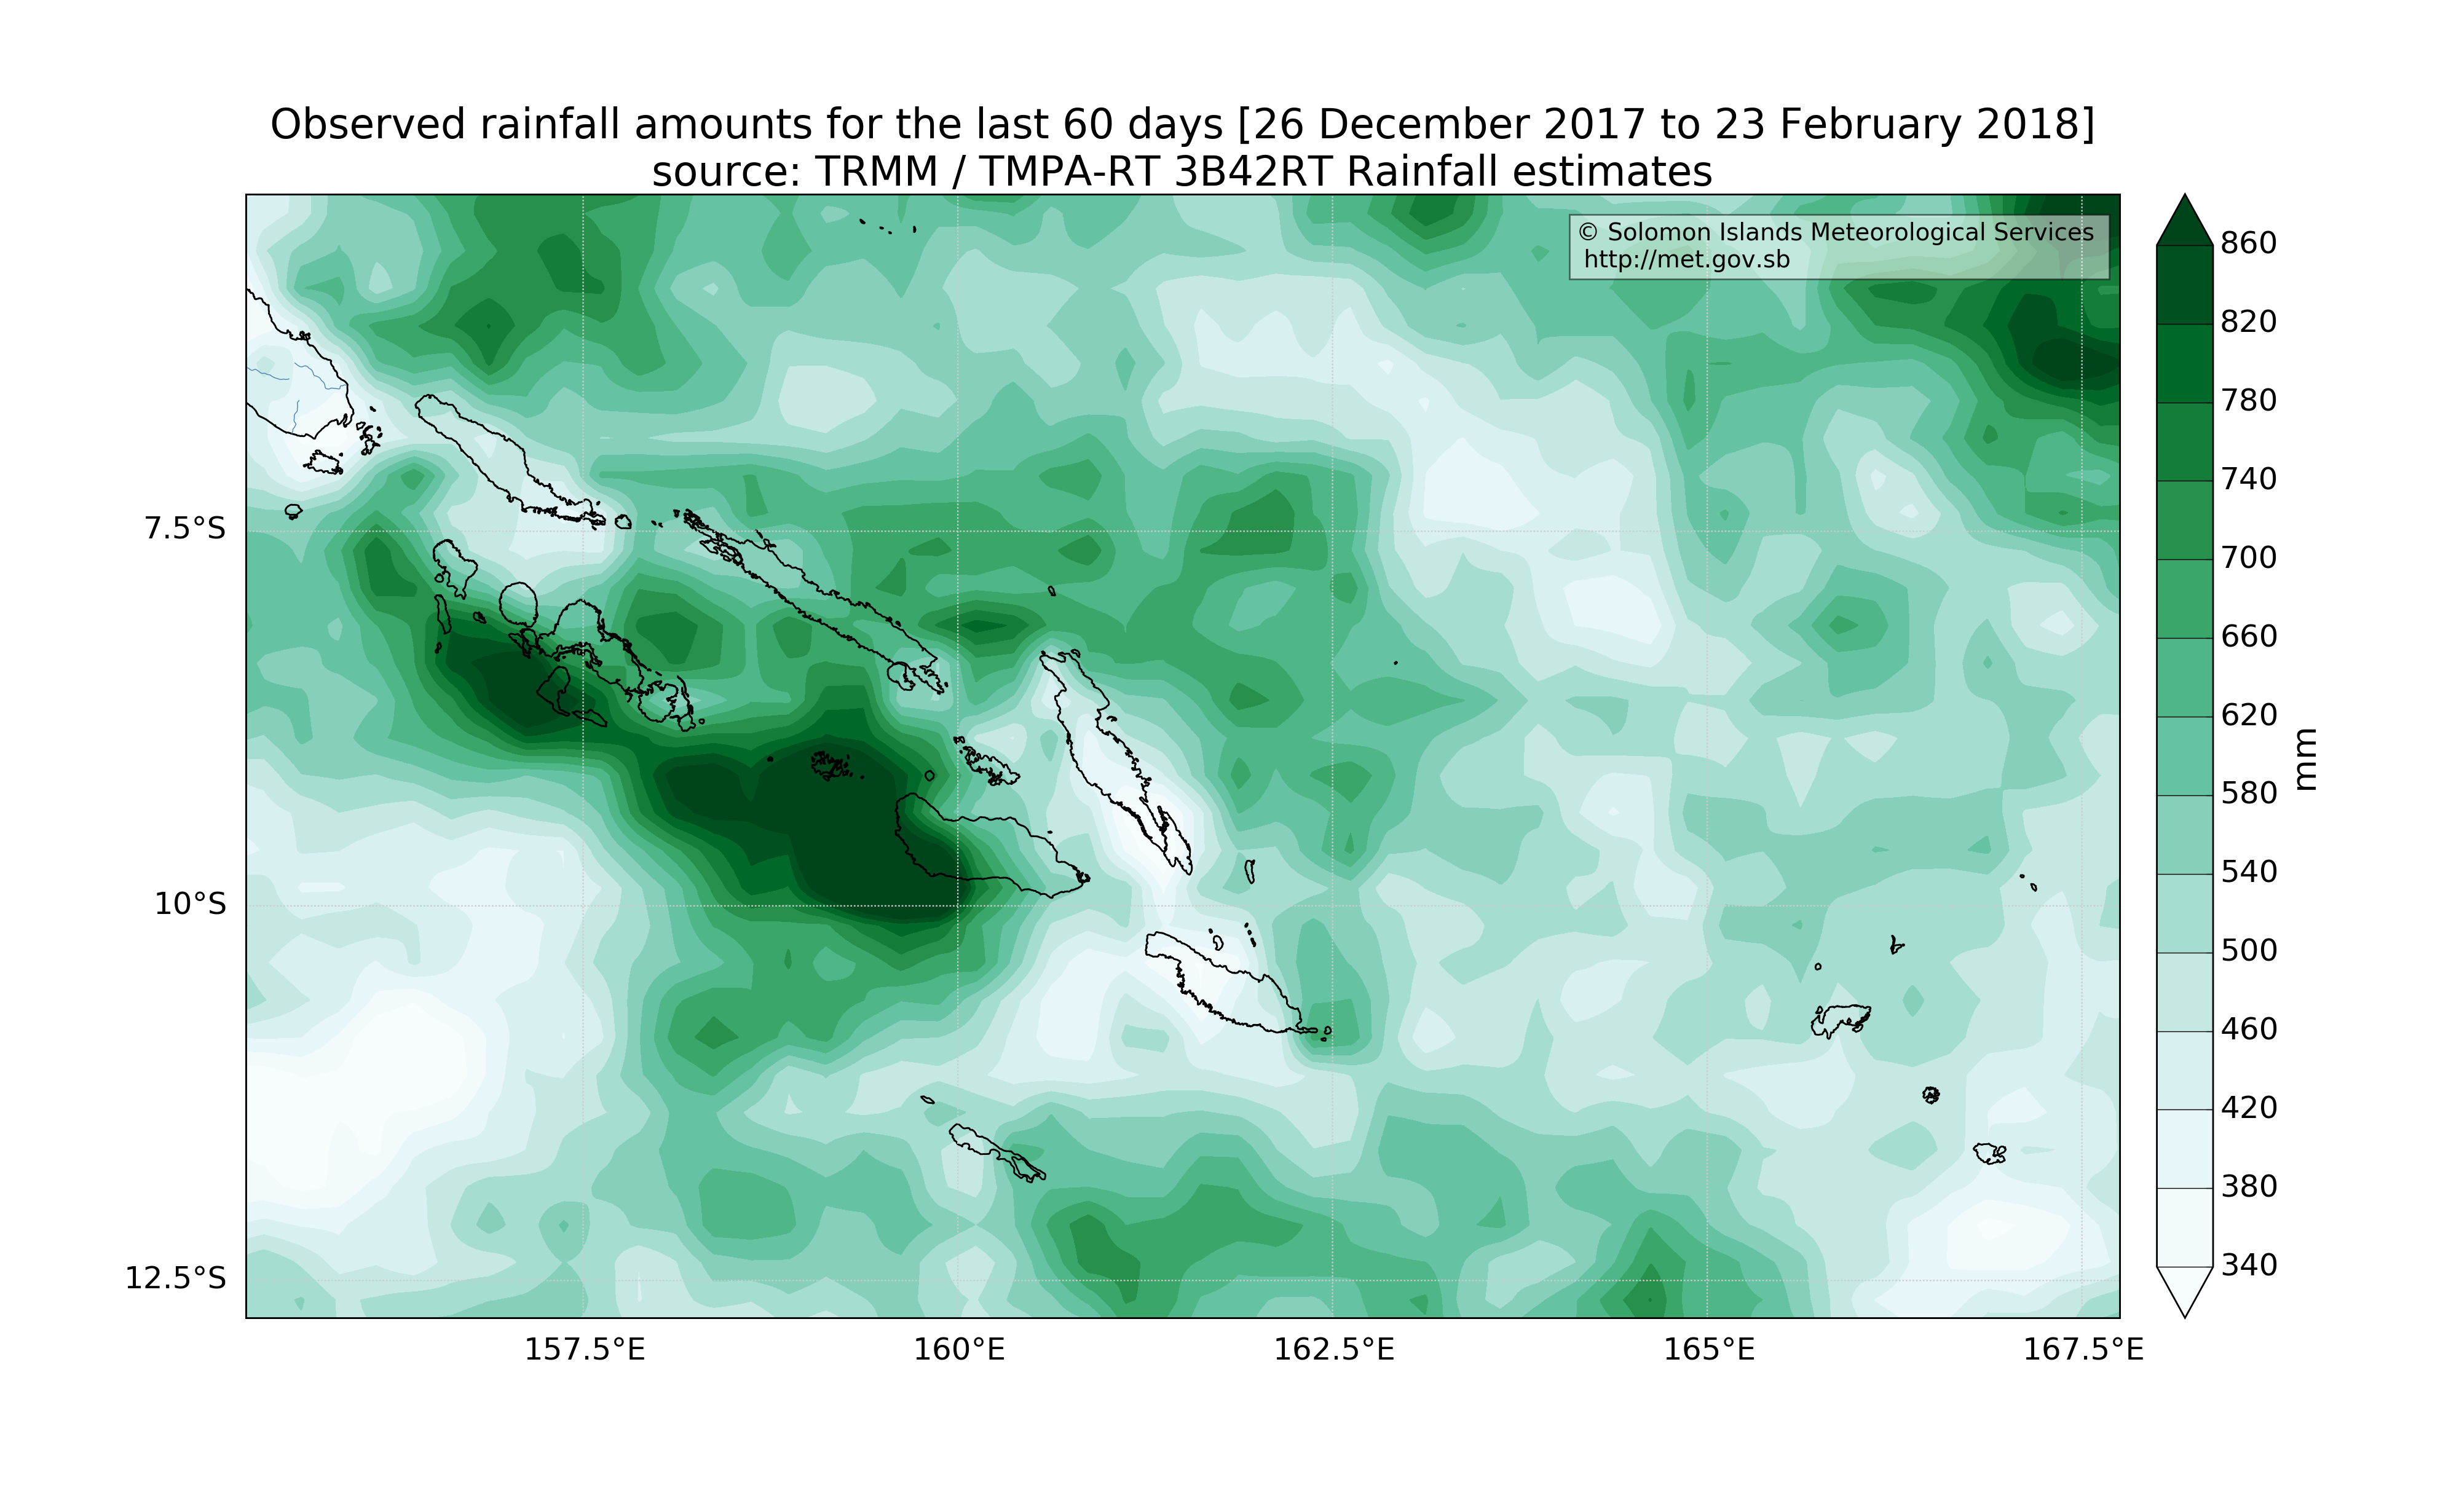 Observed rainfall amounts for the last 60 days [26 December 2017 to 23 February 2018]
source: TRMM / TMPA-RT 3B42RT Rainfall estimates
© Solomon Islands Meteorological Services
http://met.gov.sb
7.5°S
10°S
12.5°S
157.5°E
160°E
162.5°E
165°E
167.5°E
860
820
780
740
700
660
620
580
540
500
460
420
380
340
mm